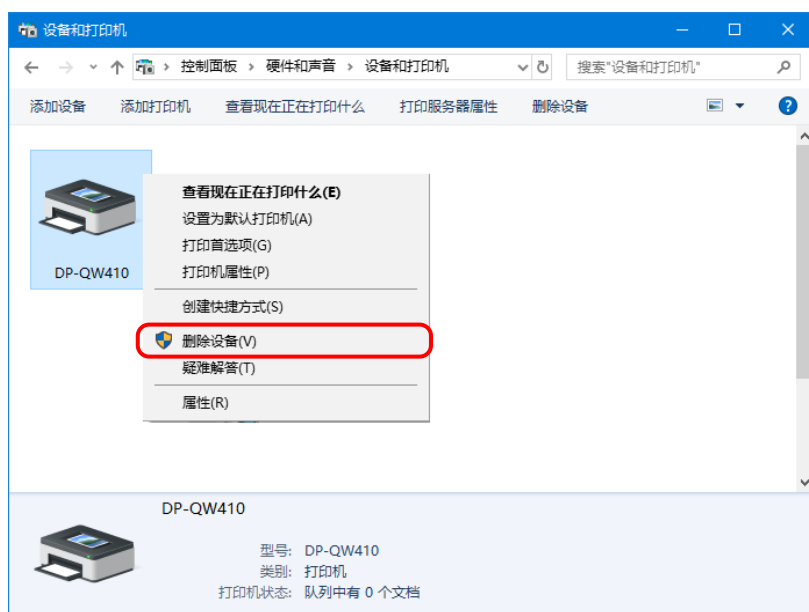 设备和打印机
控制面板 › 硬件和声音 › 设备和打印机
搜索"设备和打印机"
添加设备 添加打印机 查看现在正在打印什么 打印服务器属性 删除设备
DP-QW410
查看现在正在打印什么(E)
设置为默认打印机(A)
打印首选项(G)
打印机属性(P)
创建快捷方式(S)
删除设备(V)
疑难解答(T)
属性(R)
DP-QW410
型号: DP-QW410
类别: 打印机
打印机状态: 队列中有 0 个文档